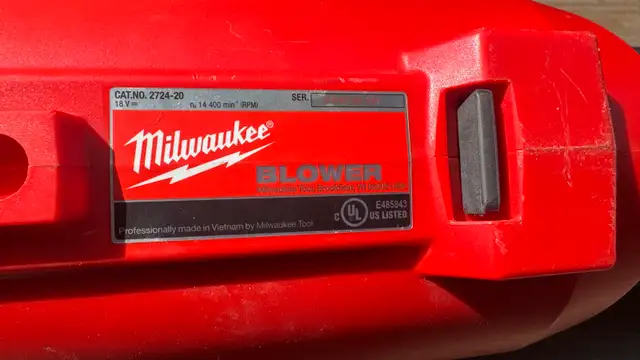 CAT.NO. 2724-20 SER.
18 V⎓ n₀ 14 400 min⁻¹ (RPM)
Milwaukee®
BLOWER
E485843
C UL US LISTED
Professionally made in Vietnam by Milwaukee Tool